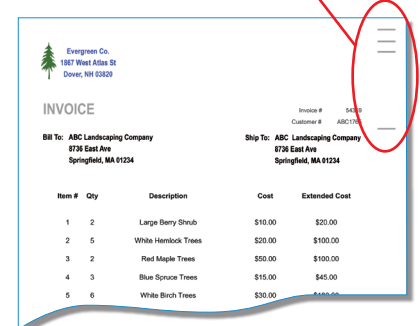 Evergreen Co.
1867 West Atlas St
Dover, NH 03820
INVOICE
Invoice #
Customer #
Bill To: ABC Landscaping Company
8736 East Ave
Springfield, MA 01234
Ship To: ABC Landscaping Company
8736 East Ave
Springfield, MA 01234
Item # Qty Description Cost Extended Cost
1 2 Large Berry Shrub $10.00 $20.00
2 5 White Hemlock Trees $20.00 $100.00
3 2 Red Maple Trees $50.00 $100.00
4 3 Blue Spruce Trees $15.00 $45.00
5 6 White Birch Trees $30.00